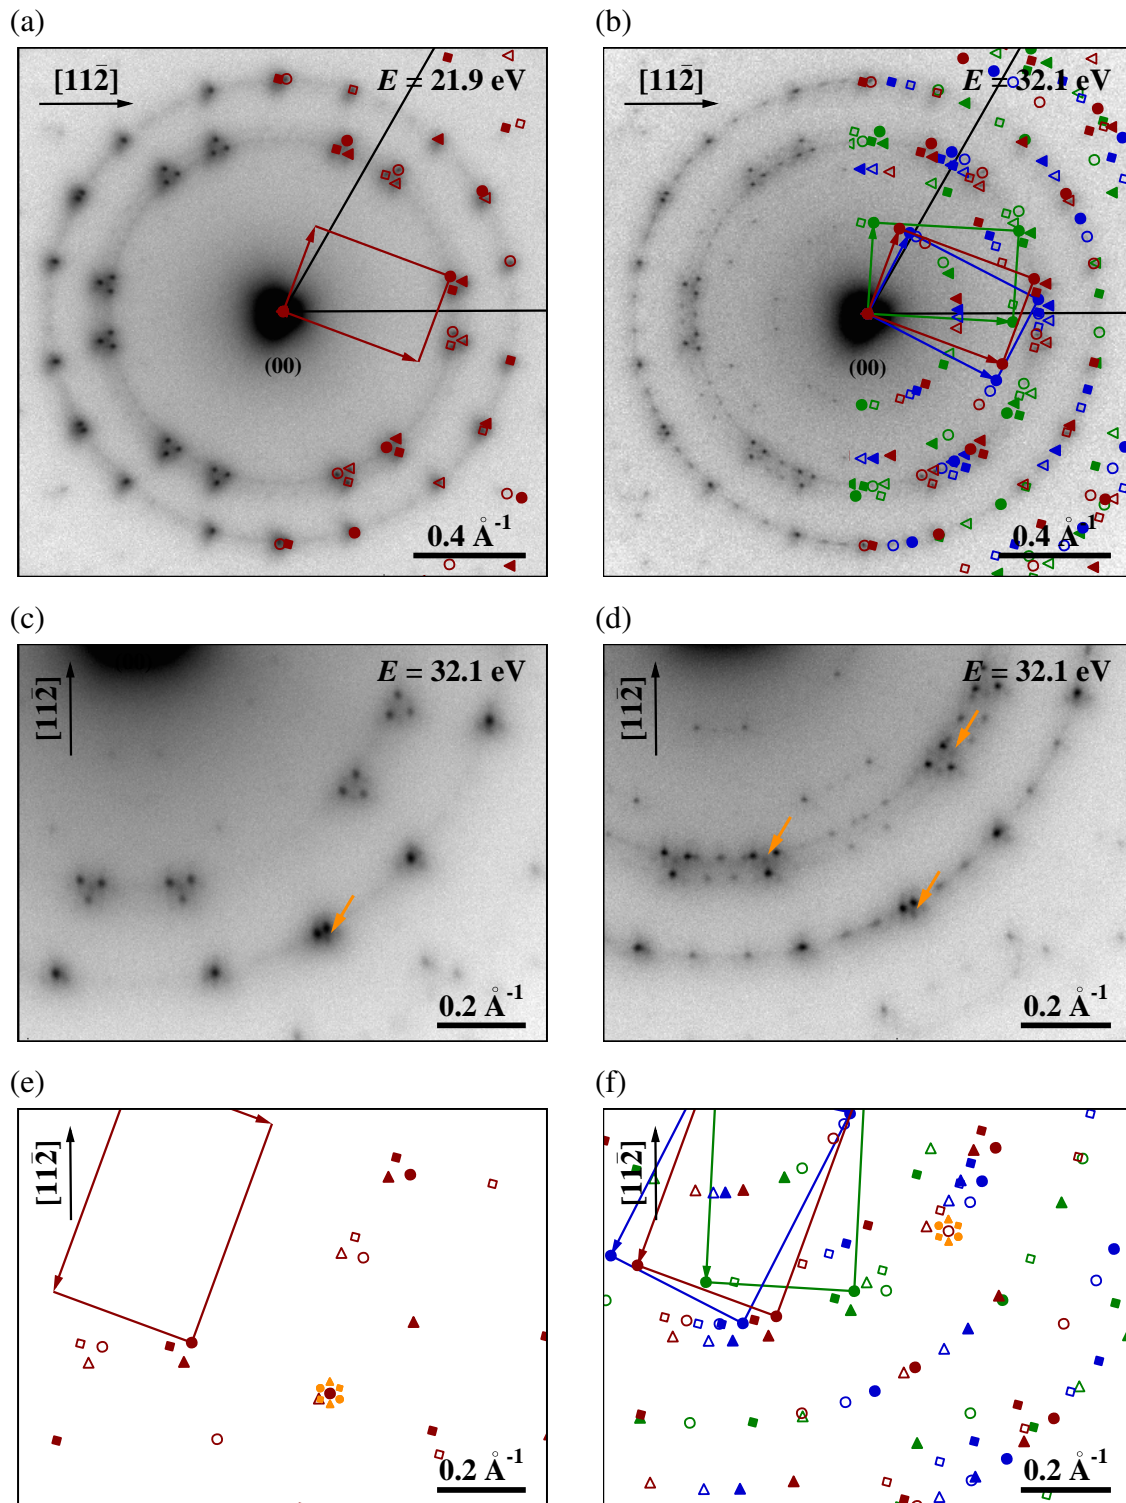 (a)
(b)
[112̄]
E = 21.9 eV
(00)
0.4 Å⁻¹
[112̄]
E = 32.1 eV
(00)
0.4 Å⁻¹
(c)
(d)
[112̄]
E = 32.1 eV
0.2 Å⁻¹
[112̄]
E = 32.1 eV
0.2 Å⁻¹
(e)
(f)
[112̄]
0.2 Å⁻¹
[112̄]
0.2 Å⁻¹